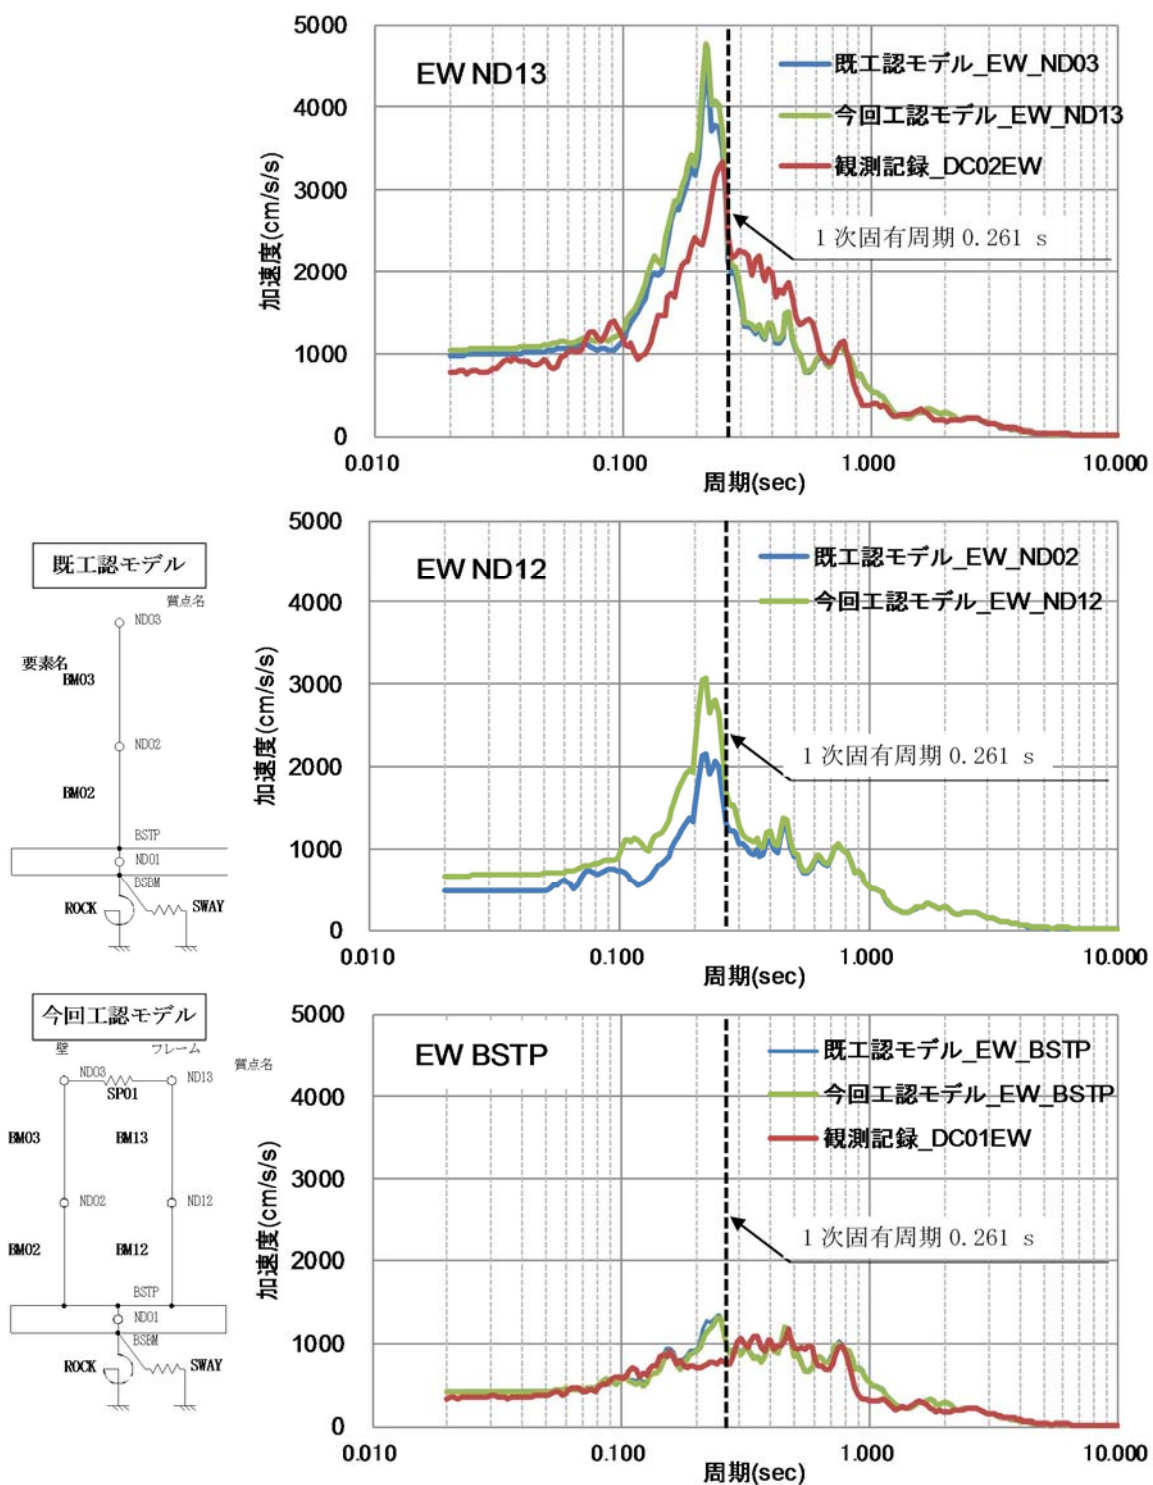 5000
4000
3000
2000
1000
0
加速度(cm/s/s)
EW ND13
既工認モデル_EW_ND03
今回工認モデル_EW_ND13
観測記録_DC02EW
1次固有周期 0.261 s
0.010
0.100
1.000
10.000
周期(sec)
既工認モデル
質点名
ND03
要素名
BM03
ND02
BM02
BSTP
ND01
BSBM
ROCK
SWAY
5000
4000
3000
2000
1000
0
加速度(cm/s/s)
EW ND12
既工認モデル_EW_ND02
今回工認モデル_EW_ND12
1次固有周期 0.261 s
0.010
0.100
1.000
10.000
周期(sec)
今回工認モデル
壁
フレーム
質点名
ND03
ND13
SP01
BM03
BM13
ND02
ND12
BM02
BM12
BSTP
ND01
BSBM
ROCK
SWAY
5000
4000
3000
2000
1000
0
加速度(cm/s/s)
EW BSTP
既工認モデル_EW_BSTP
今回工認モデル_EW_BSTP
観測記録_DC01EW
1次固有周期 0.261 s
0.010
0.100
1.000
10.000
周期(sec)